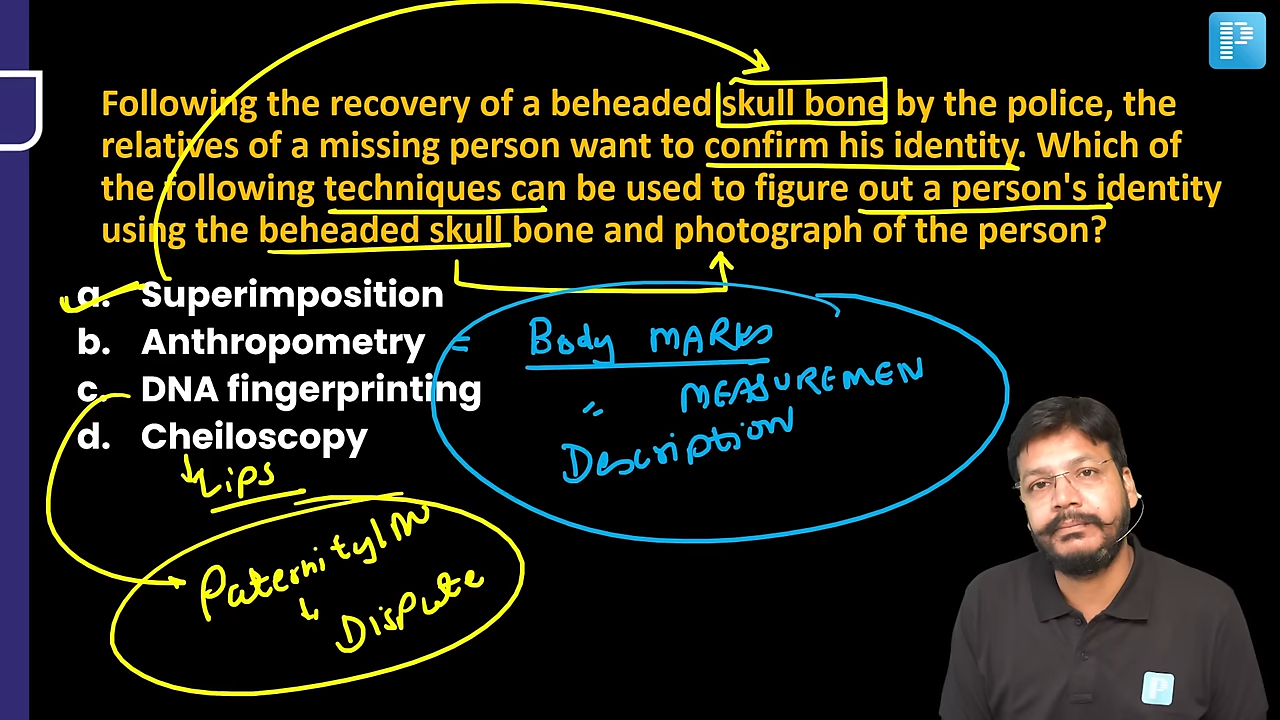 Following the recovery of a beheaded skull bone by the police, the
relatives of a missing person want to confirm his identity. Which of
the following techniques can be used to figure out a person's identity
using the beheaded skull bone and photograph of the person?
a. Superimposition
b. Anthropometry = Body MARKS
" MEASUREMEN
c. DNA fingerprinting
Description
d. Cheiloscopy
Lips
Paternity/M
Dispute
P
P